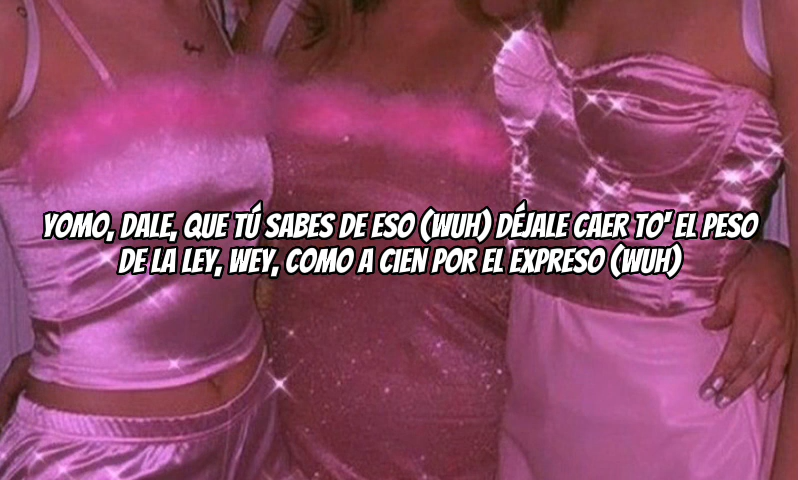 YOMO, DALE, QUE TÚ SABES DE ESO (WUH) DÉJALE CAER TO' EL PESO
DE LA LEY, WEY, COMO A CIEN POR EL EXPRESO (WUH)